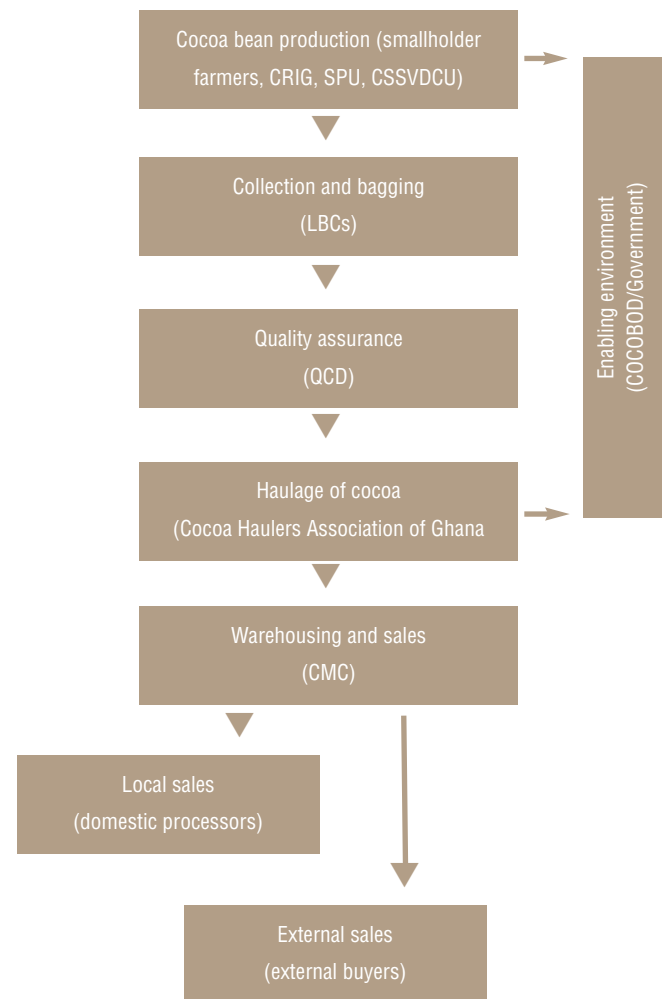 Cocoa bean production (smallholder
farmers, CRIG, SPU, CSSVDCU)
Collection and bagging
(LBCs)
Quality assurance
(QCD)
Haulage of cocoa
(Cocoa Haulers Association of Ghana
Warehousing and sales
(CMC)
Local sales
(domestic processors)
External sales
(external buyers)
Enabling environment
(COCOBOD/Government)